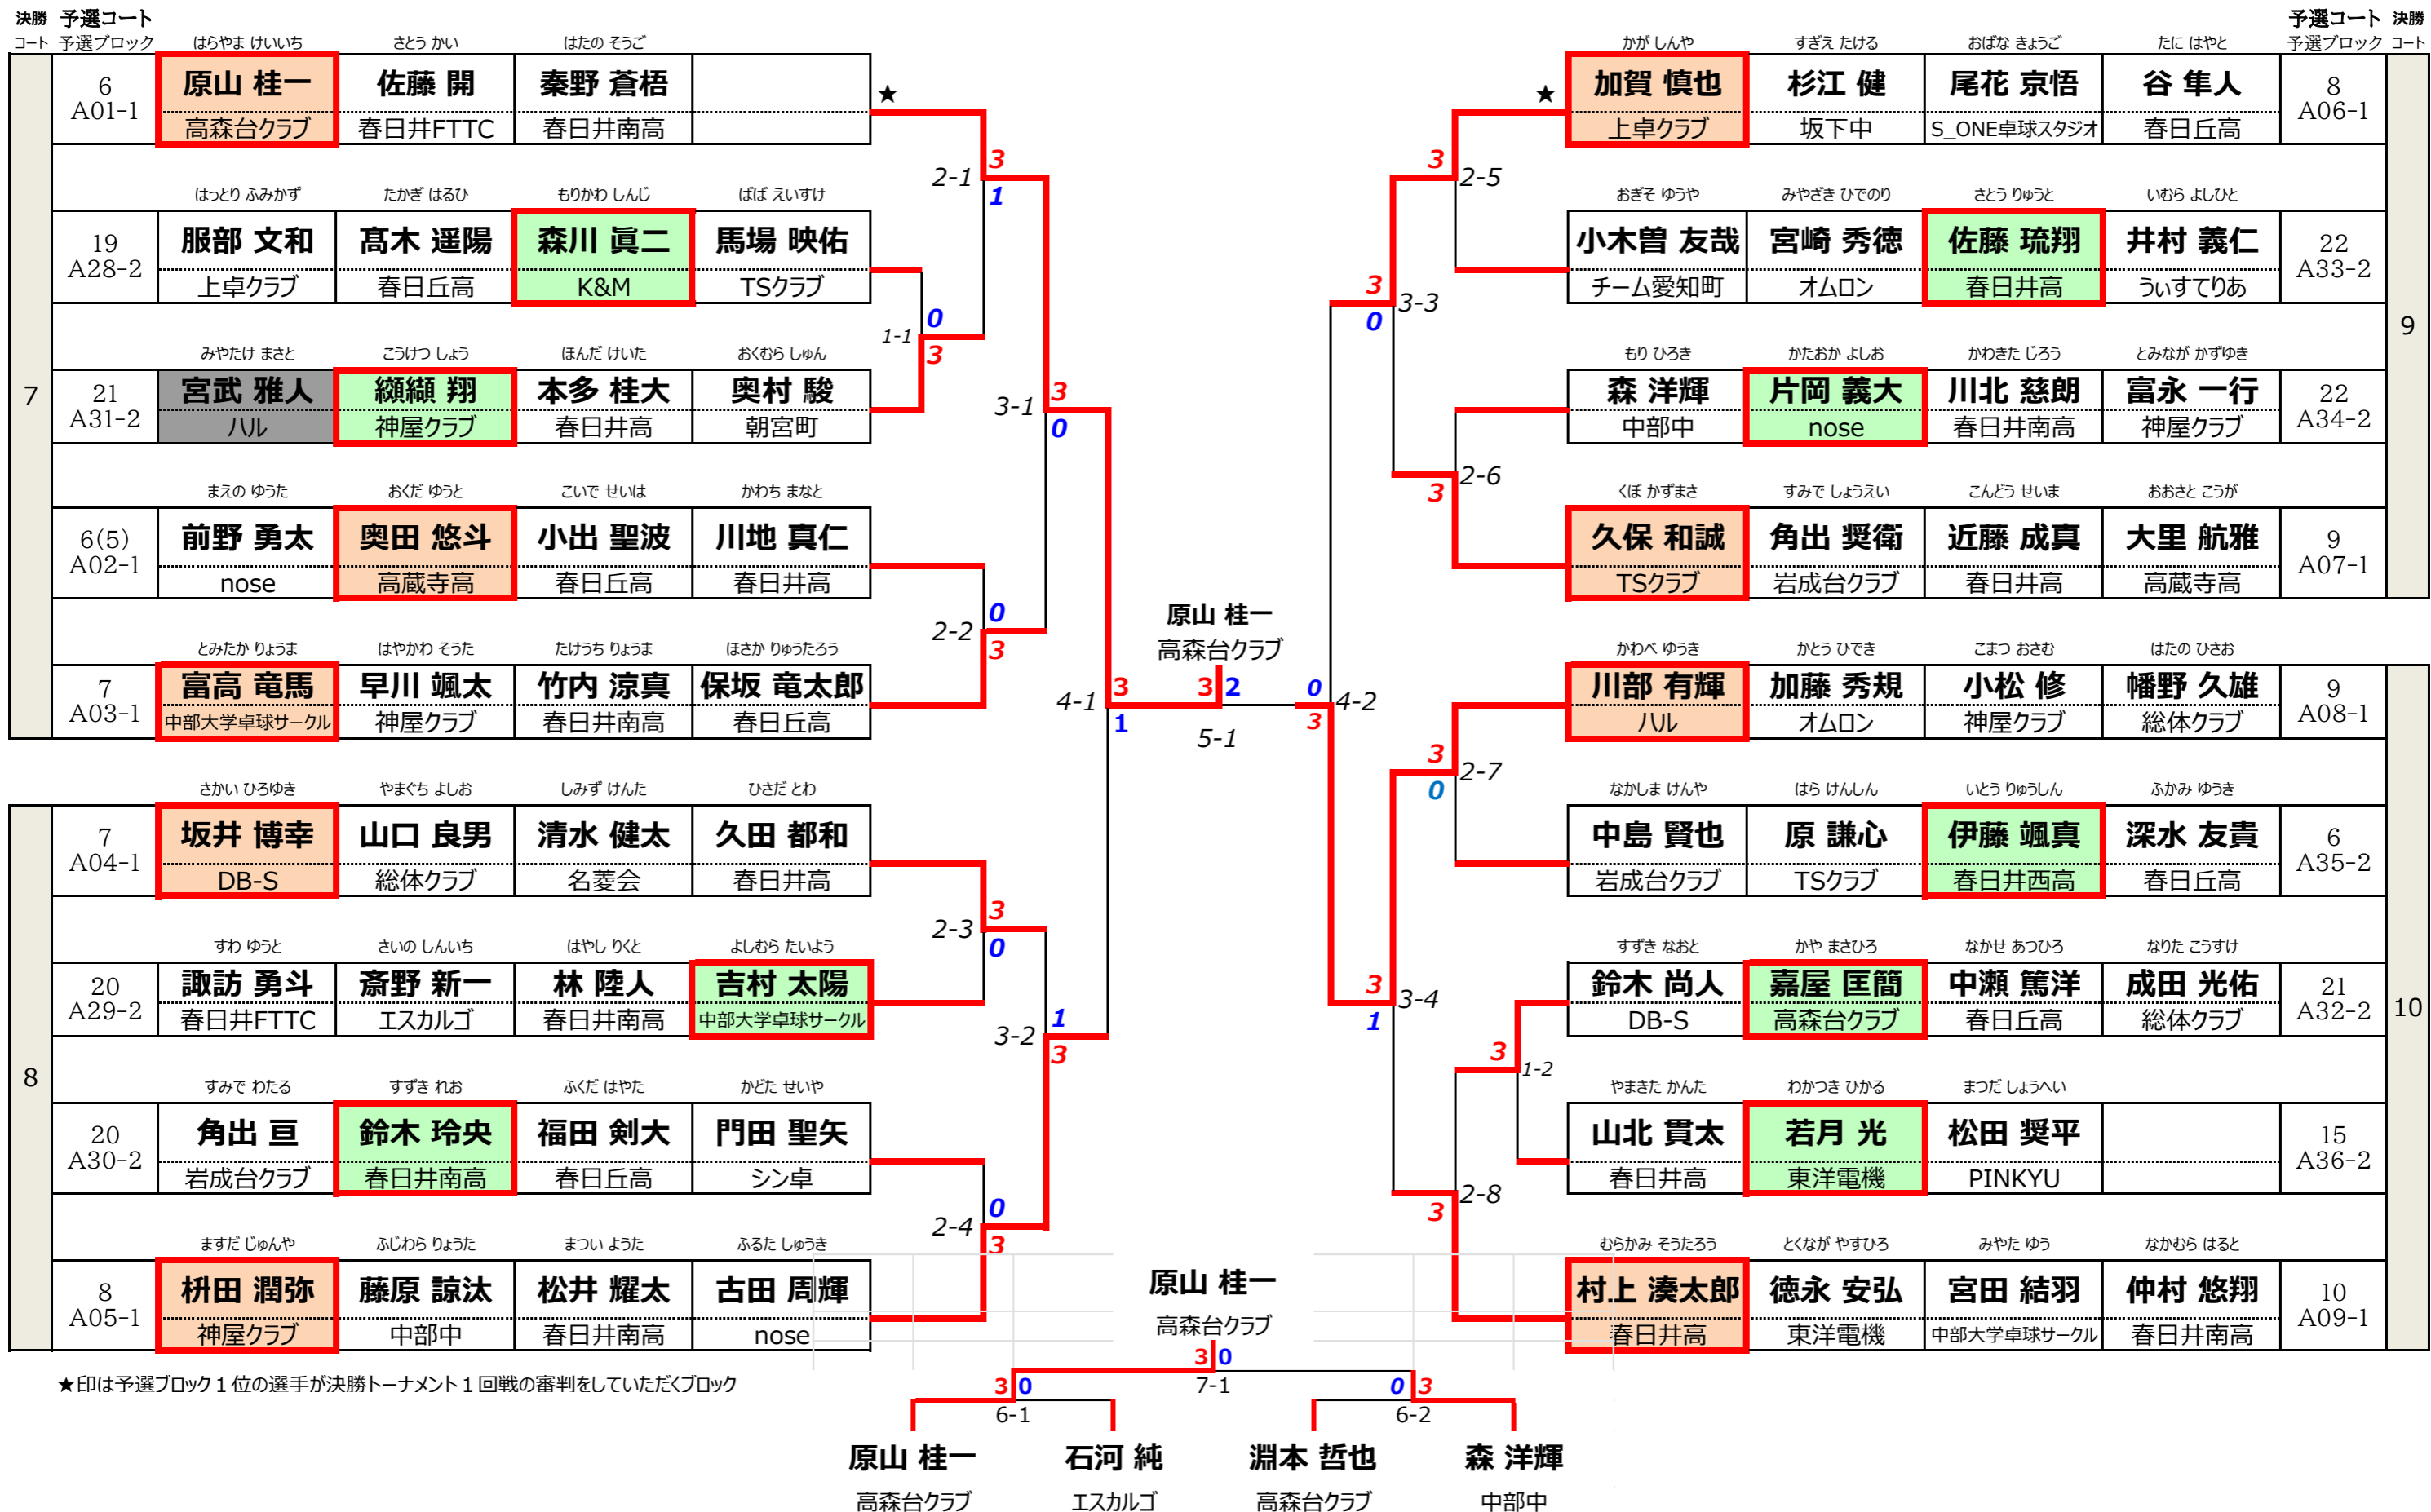 決勝 予選コート
コート 予選ブロック はらやま けいいち さとう かい はたの そうご
6 A01-1 原山 桂一 佐藤 開 秦野 蒼梧
高森台クラブ 春日井FTTC 春日井南高
★
はっとり ふみかず たかぎ はるひ もりかわ しんじ ばば えいすけ
19 A28-2 服部 文和 髙木 遥陽 森川 眞二 馬場 映佑
上卓クラブ 春日丘高 K&M TSクラブ
みやたけ まさと こうけつ しょう ほんだ けいた おくむら しゅん
21 A31-2 宮武 雅人 纐纈 翔 本多 桂大 奥村 駿
ハル 神屋クラブ 春日井高 朝宮町
7
まえの ゆうた おくだ ゆうと こいで せいは かわち まなと
6(5) A02-1 前野 勇太 奥田 悠斗 小出 聖波 川地 真仁
nose 高蔵寺高 春日丘高 春日井高
とみたか りょうま はやかわ そうた たけうち りょうま ほさか りゅうたろう
7 A03-1 富高 竜馬 早川 颯太 竹内 涼真 保坂 竜太郎
中部大学卓球サークル 神屋クラブ 春日井南高 春日丘高
さかい ひろゆき やまぐち よしお しみず けんた ひさだ とわ
7 A04-1 坂井 博幸 山口 良男 清水 健太 久田 都和
DB-S 総体クラブ 名菱会 春日井高
すわ ゆうと さいの しんいち はやし りくと よしむら たいよう
20 A29-2 諏訪 勇斗 斎野 新一 林 陸人 吉村 太陽
春日井FTTC エスカルゴ 春日井南高 中部大学卓球サークル
8
すみで わたる すずき れお ふくだ はやた かどた せいや
20 A30-2 角出 亘 鈴木 玲央 福田 剣大 門田 聖矢
岩成台クラブ 春日井南高 春日丘高 シン卓
ますだ じゅんや ふじわら りょうた まつい ようた ふるた しゅうき
8 A05-1 枡田 潤弥 藤原 諒汰 松井 耀太 古田 周輝
神屋クラブ 中部中 春日井南高 nose
★印は予選ブロック1位の選手が決勝トーナメント1回戦の審判をしていただくブロック
2-1 3 1
1-1 0 3
3-1 3 0
2-2 0 3
4-1 3 1
2-3 3 0
3-2 1 3
2-4 0 3
原山 桂一
高森台クラブ
3 2
5-1
3 2-5
3 0 3-3
3 2-6
0 3 4-2
3 0 2-7
3 1 3-4
3 1-2
3 2-8
予選コート 決勝
かが しんや すぎえ たける おばな きょうご たに はやと 予選ブロック コート
★
加賀 慎也 杉江 健 尾花 京悟 谷 隼人 8 A06-1
上卓クラブ 坂下中 S_ONE卓球スタジオ 春日丘高
おぎそ ゆうや みやざき ひでのり さとう りゅうと いむら よしひと
小木曽 友哉 宮崎 秀徳 佐藤 琉翔 井村 義仁 22 A33-2
チーム愛知町 オムロン 春日井高 うぃすてりあ
9
もり ひろき かたおか よしお かわきた じろう とみなが かずゆき
森 洋輝 片岡 義大 川北 慈朗 富永 一行 22 A34-2
中部中 nose 春日井南高 神屋クラブ
くぼ かずまさ すみで しょうえい こんどう せいま おおさと こうが
久保 和誠 角出 奨衛 近藤 成真 大里 航雅 9 A07-1
TSクラブ 岩成台クラブ 春日井高 高蔵寺高
かわべ ゆうき かとう ひでき こまつ おさむ はたの ひさお
川部 有輝 加藤 秀規 小松 修 幡野 久雄 9 A08-1
ハル オムロン 神屋クラブ 総体クラブ
なかしま けんや はら けんしん いとう りゅうしん ふかみ ゆうき
中島 賢也 原 謙心 伊藤 颯真 深水 友貴 6 A35-2
岩成台クラブ TSクラブ 春日井西高 春日丘高
すずき なおと かや まさひろ なかせ あつひろ なりた こうすけ
鈴木 尚人 嘉屋 匡簡 中瀬 篤洋 成田 光佑 21 A32-2
DB-S 高森台クラブ 春日丘高 総体クラブ
10
やまきた かんた わかつき ひかる まつだ しょうへい
山北 貫太 若月 光 松田 奨平 15 A36-2
春日井高 東洋電機 PINKYU
むらかみ そうたろう とくなが やすひろ みやた ゆう なかむら はると
村上 湊太郎 徳永 安弘 宮田 結羽 仲村 悠翔 10 A09-1
春日井高 東洋電機 中部大学卓球サークル 春日井南高
原山 桂一
高森台クラブ
3 0
7-1
3 0 0 3
6-1 6-2
原山 桂一 石河 純 淵本 哲也 森 洋輝
高森台クラブ エスカルゴ 高森台クラブ 中部中